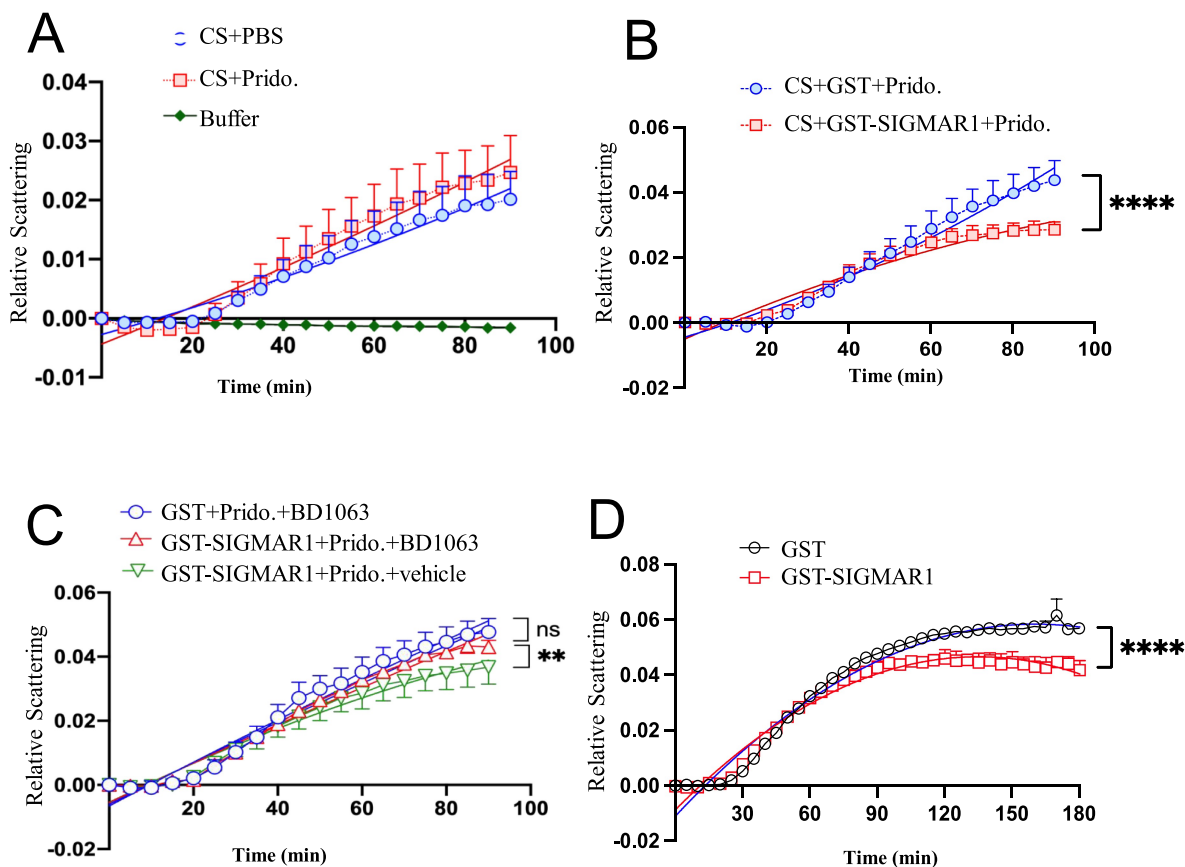 A
CS+PBS
CS+Prido.
Buffer
0.04
0.03
0.02
0.01
0.00
-0.01
20
40
60
80
100
Relative Scattering
Time (min)
B
CS+GST+Prido.
CS+GST-SIGMAR1+Prido.
0.06
0.04
0.02
0.00
-0.02
20
40
60
80
100
****
Relative Scattering
Time (min)
C
GST+Prido.+BD1063
GST-SIGMAR1+Prido.+BD1063
GST-SIGMAR1+Prido.+vehicle
0.06
0.04
0.02
0.00
-0.02
20
40
60
80
100
ns
**
Relative Scattering
Time (min)
D
GST
GST-SIGMAR1
0.08
0.06
0.04
0.02
0.00
-0.02
30
60
90
120
150
180
****
Relative Scattering
Time (min)